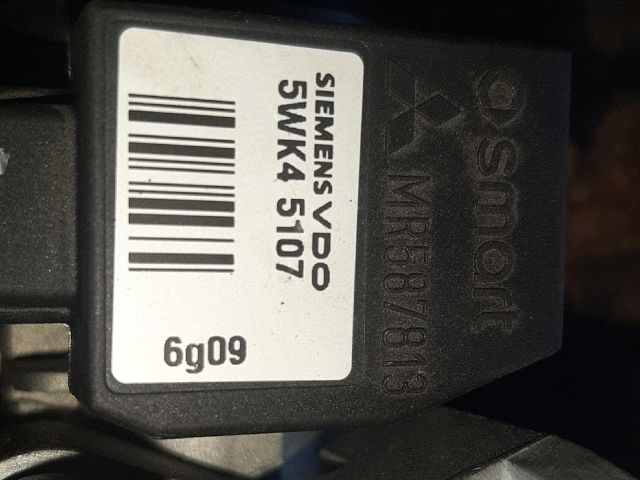 smart
MR587813
SIEMENS VDO
5WK4 5107
6g09